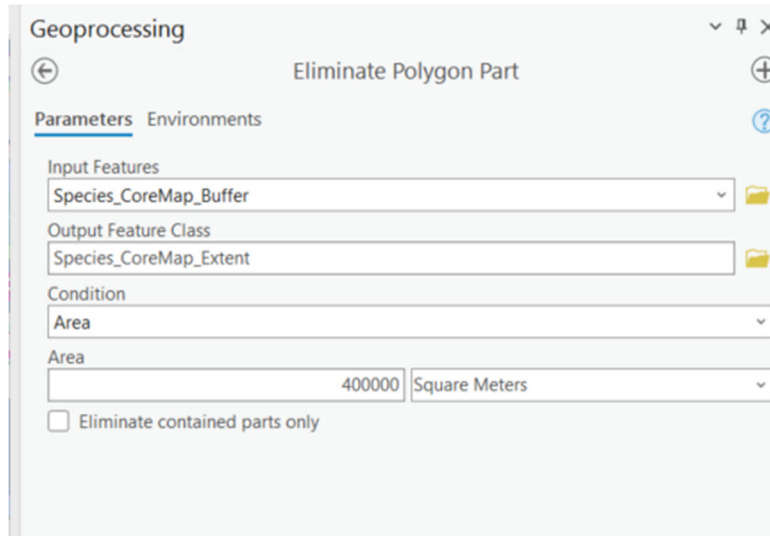 Geoprocessing
Eliminate Polygon Part
Parameters Environments
Input Features
Species_CoreMap_Buffer
Output Feature Class
Species_CoreMap_Extent
Condition
Area
Area
400000 Square Meters
Eliminate contained parts only